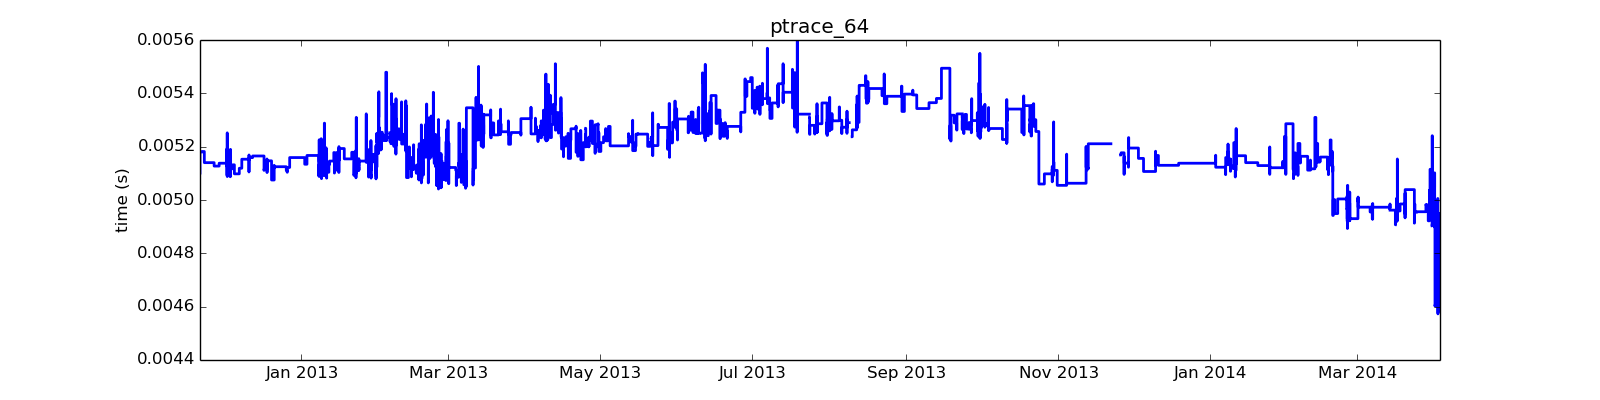 ptrace_64
time (s)
0.0056
0.0054
0.0052
0.0050
0.0048
0.0046
0.0044
Jan 2013
Mar 2013
May 2013
Jul 2013
Sep 2013
Nov 2013
Jan 2014
Mar 2014